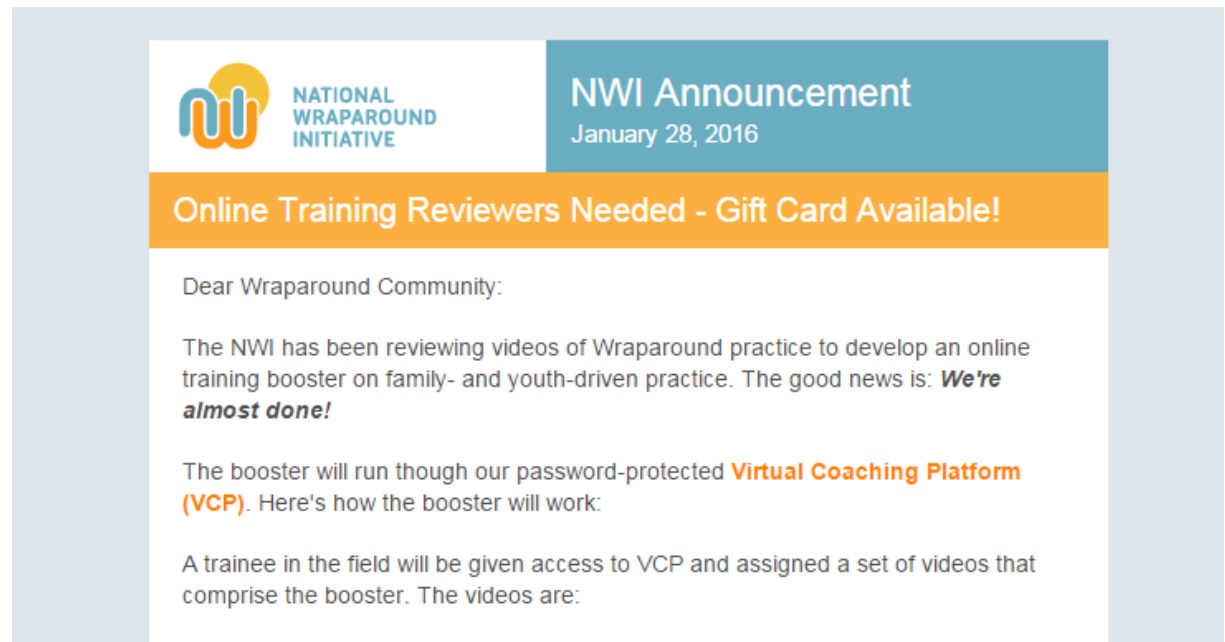 NATIONAL
WRAPAROUND
INITIATIVE
NWI Announcement
January 28, 2016
Online Training Reviewers Needed - Gift Card Available!
Dear Wraparound Community:
The NWI has been reviewing videos of Wraparound practice to develop an online
training booster on family- and youth-driven practice. The good news is: We're
almost done!
The booster will run though our password-protected Virtual Coaching Platform
(VCP). Here's how the booster will work:
A trainee in the field will be given access to VCP and assigned a set of videos that
comprise the booster. The videos are: